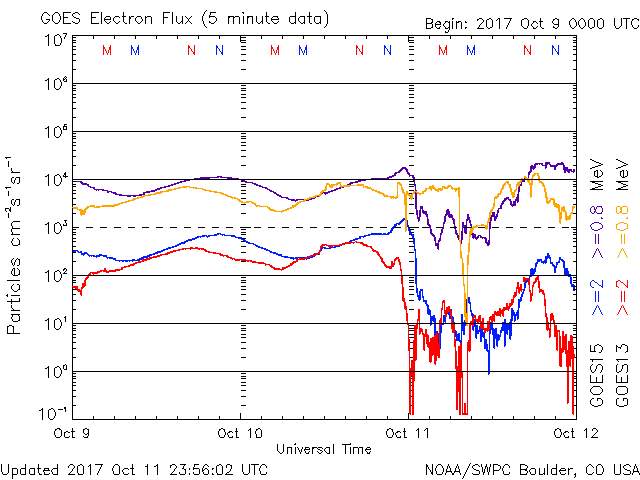 GOES Electron Flux (5 minute data)
Begin: 2017 Oct 9 0000 UTC
M M N N M M N N M M N N
10⁷
10⁶
10⁵
10⁴
10³
10²
10¹
10⁰
10⁻¹
Particles cm⁻²s⁻¹sr⁻¹
GOES15 >=2 >=0.8 MeV
GOES13 >=2 >=0.8 MeV
Oct 9 Oct 10 Oct 11 Oct 12
Universal Time
Updated 2017 Oct 11 23:56:02 UTC
NOAA/SWPC Boulder, CO USA